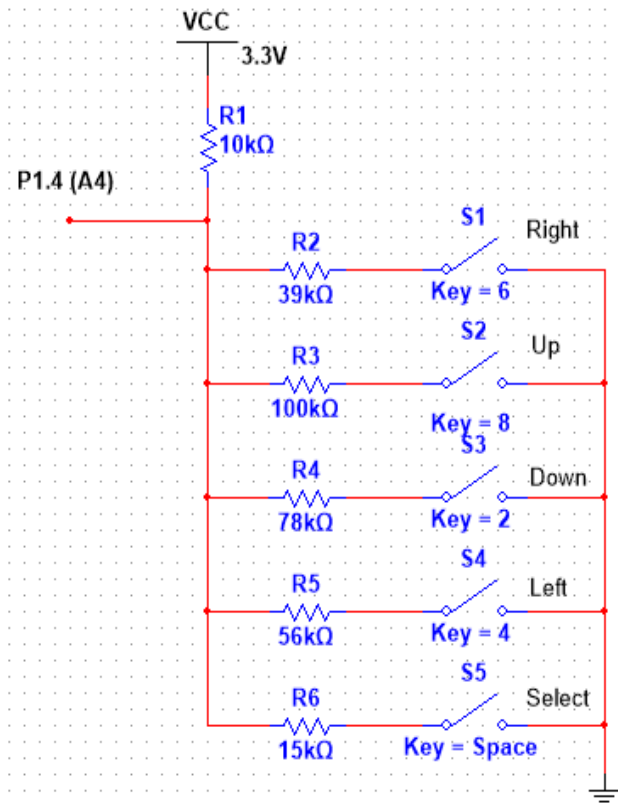 VCC
3.3V
R1
10kΩ
P1.4 (A4)
S1
Right
R2
39kΩ
Key = 6
S2
Up
R3
100kΩ
Key = 8
S3
Down
R4
78kΩ
Key = 2
S4
Left
R5
56kΩ
Key = 4
S5
Select
R6
15kΩ
Key = Space